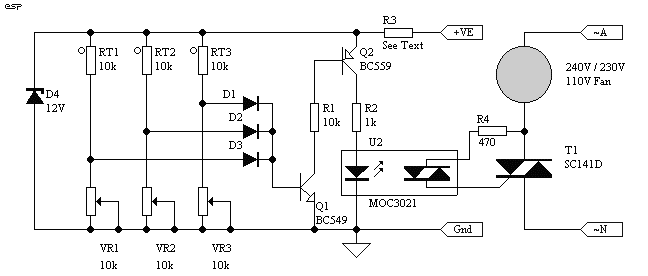 esp
R3
+VE
~A
See Text
RT1
10k
RT2
10k
RT3
10k
Q2
BC559
240V / 230V
110V Fan
D4
12V
D1
D2
D3
R1
10k
R2
1k
R4
470
U2
T1
SC141D
MOC3021
Q1
BC549
VR1
10k
VR2
10k
VR3
10k
Gnd
~N